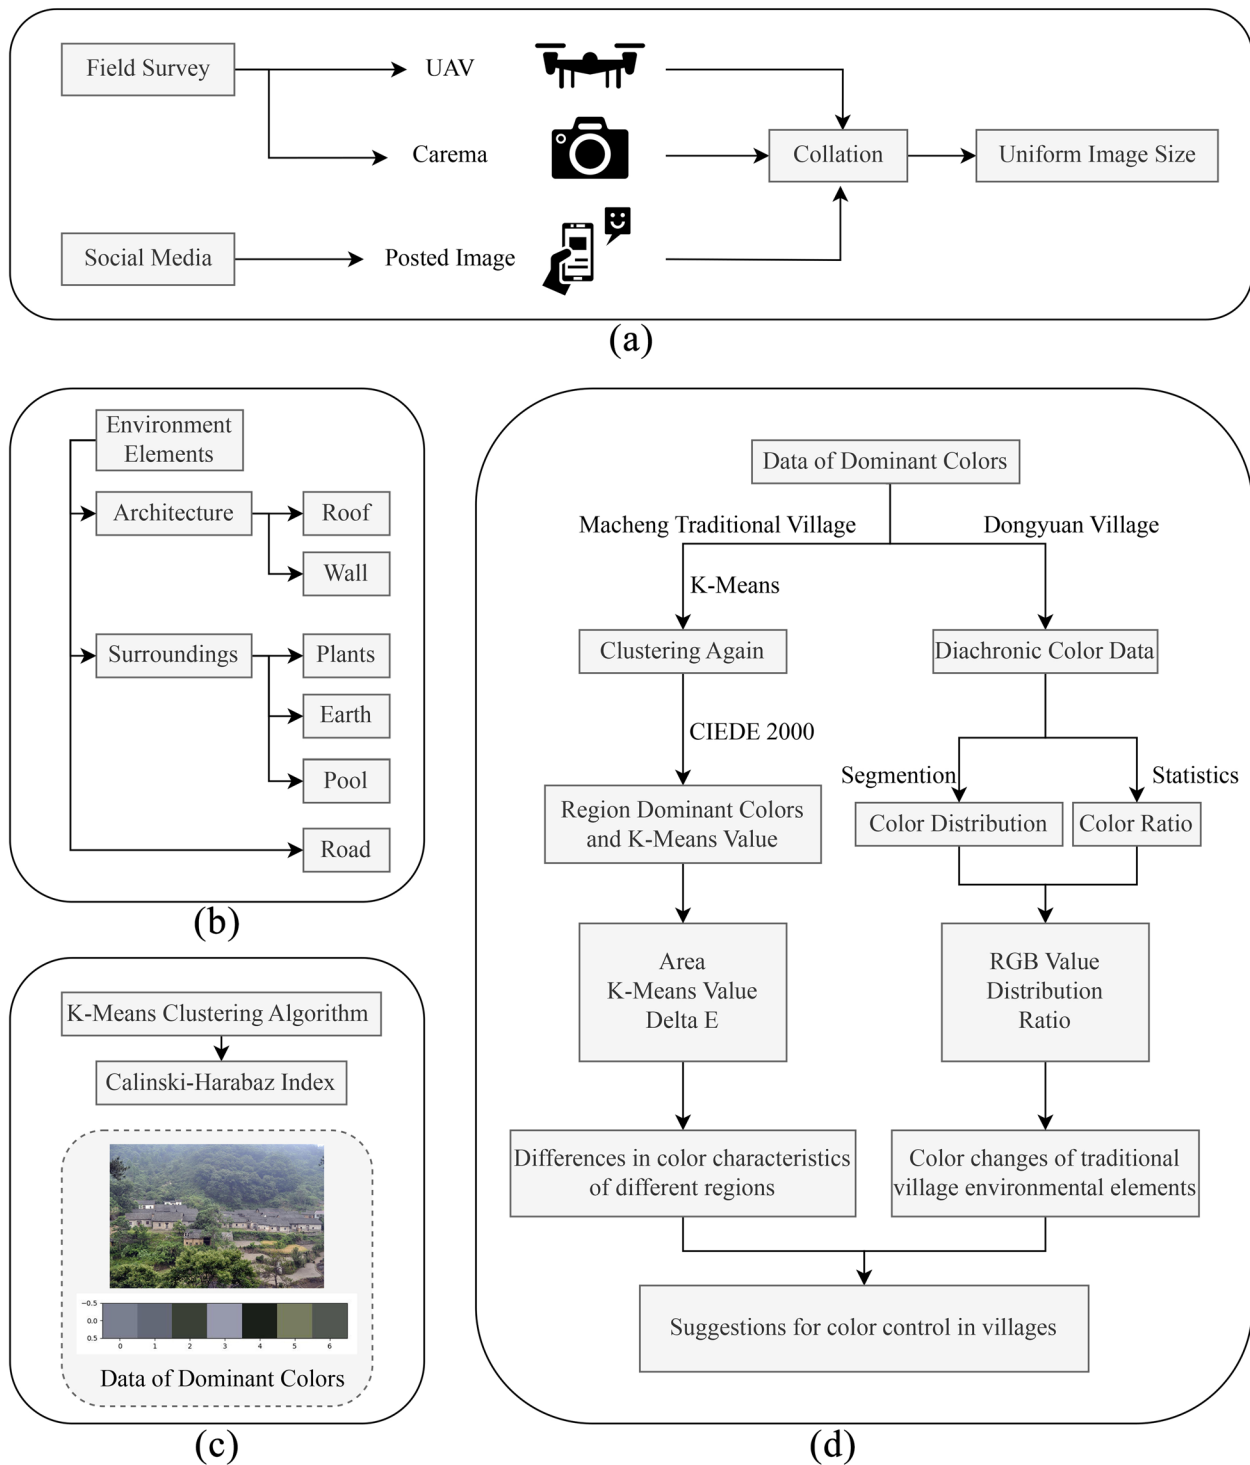 Field Survey
UAV
Carema
Collation
Uniform Image Size
Social Media
Posted Image
(a)
Environment
Elements
Architecture
Roof
Wall
Surroundings
Plants
Earth
Pool
Road
(b)
K-Means Clustering Algorithm
Calinski-Harabaz Index
−0.5
0.0
0.5
0 1 2 3 4 5 6
Data of Dominant Colors
(c)
Data of Dominant Colors
Macheng Traditional Village
Dongyuan Village
K-Means
Clustering Again
Diachronic Color Data
CIEDE 2000
Segmention
Statistics
Region Dominant Colors
and K-Means Value
Color Distribution
Color Ratio
Area
K-Means Value
Delta E
RGB Value
Distribution
Ratio
Differences in color characteristics
of different regions
Color changes of traditional
village environmental elements
Suggestions for color control in villages
(d)